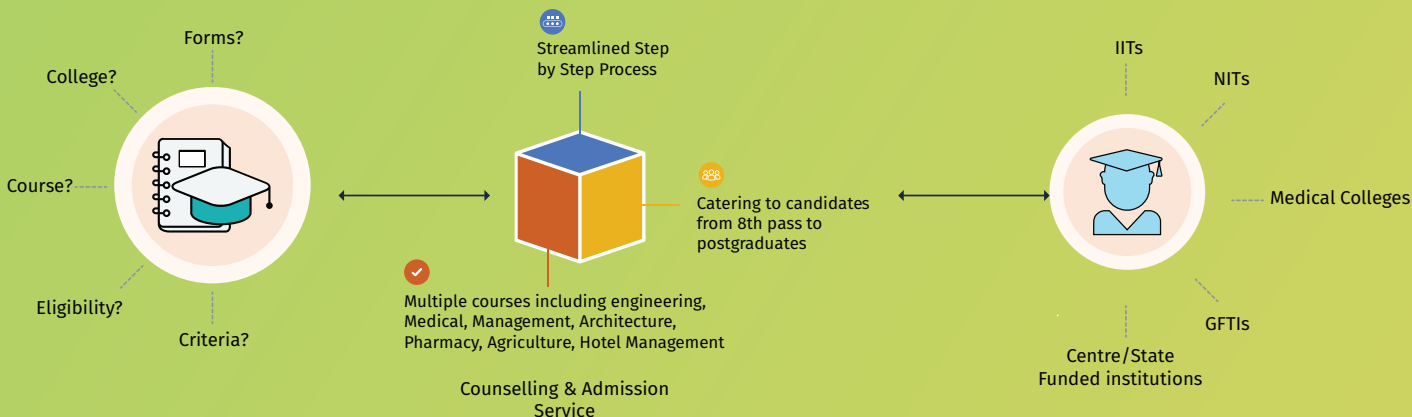 Forms?
College?
Course?
Eligibility?
Criteria?
Streamlined Step
by Step Process
Catering to candidates
from 8th pass to
postgraduates
Multiple courses including engineering,
Medical, Management, Architecture,
Pharmacy, Agriculture, Hotel Management
Counselling & Admission
Service
IITs
NITs
Medical Colleges
GFTIs
Centre/State
Funded institutions